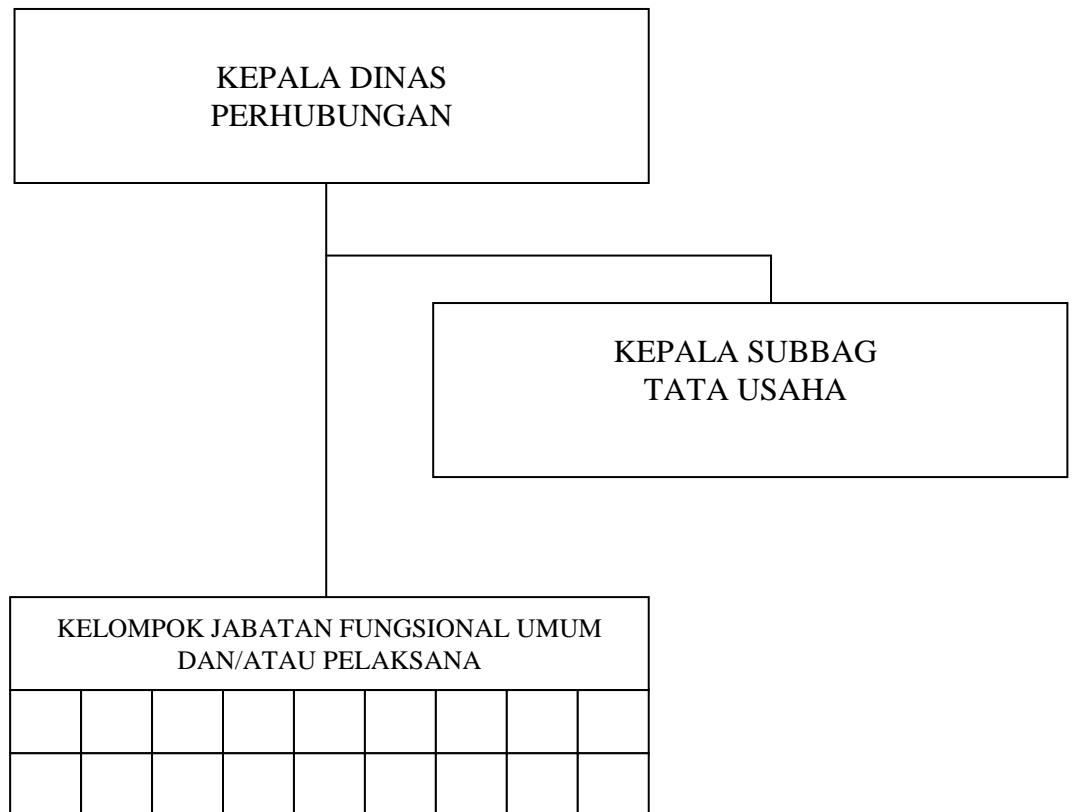 KEPALA DINAS
PERHUBUNGAN
KEPALA SUBBAG
TATA USAHA
KELOMPOK JABATAN FUNGSIONAL UMUM
DAN/ATAU PELAKSANA